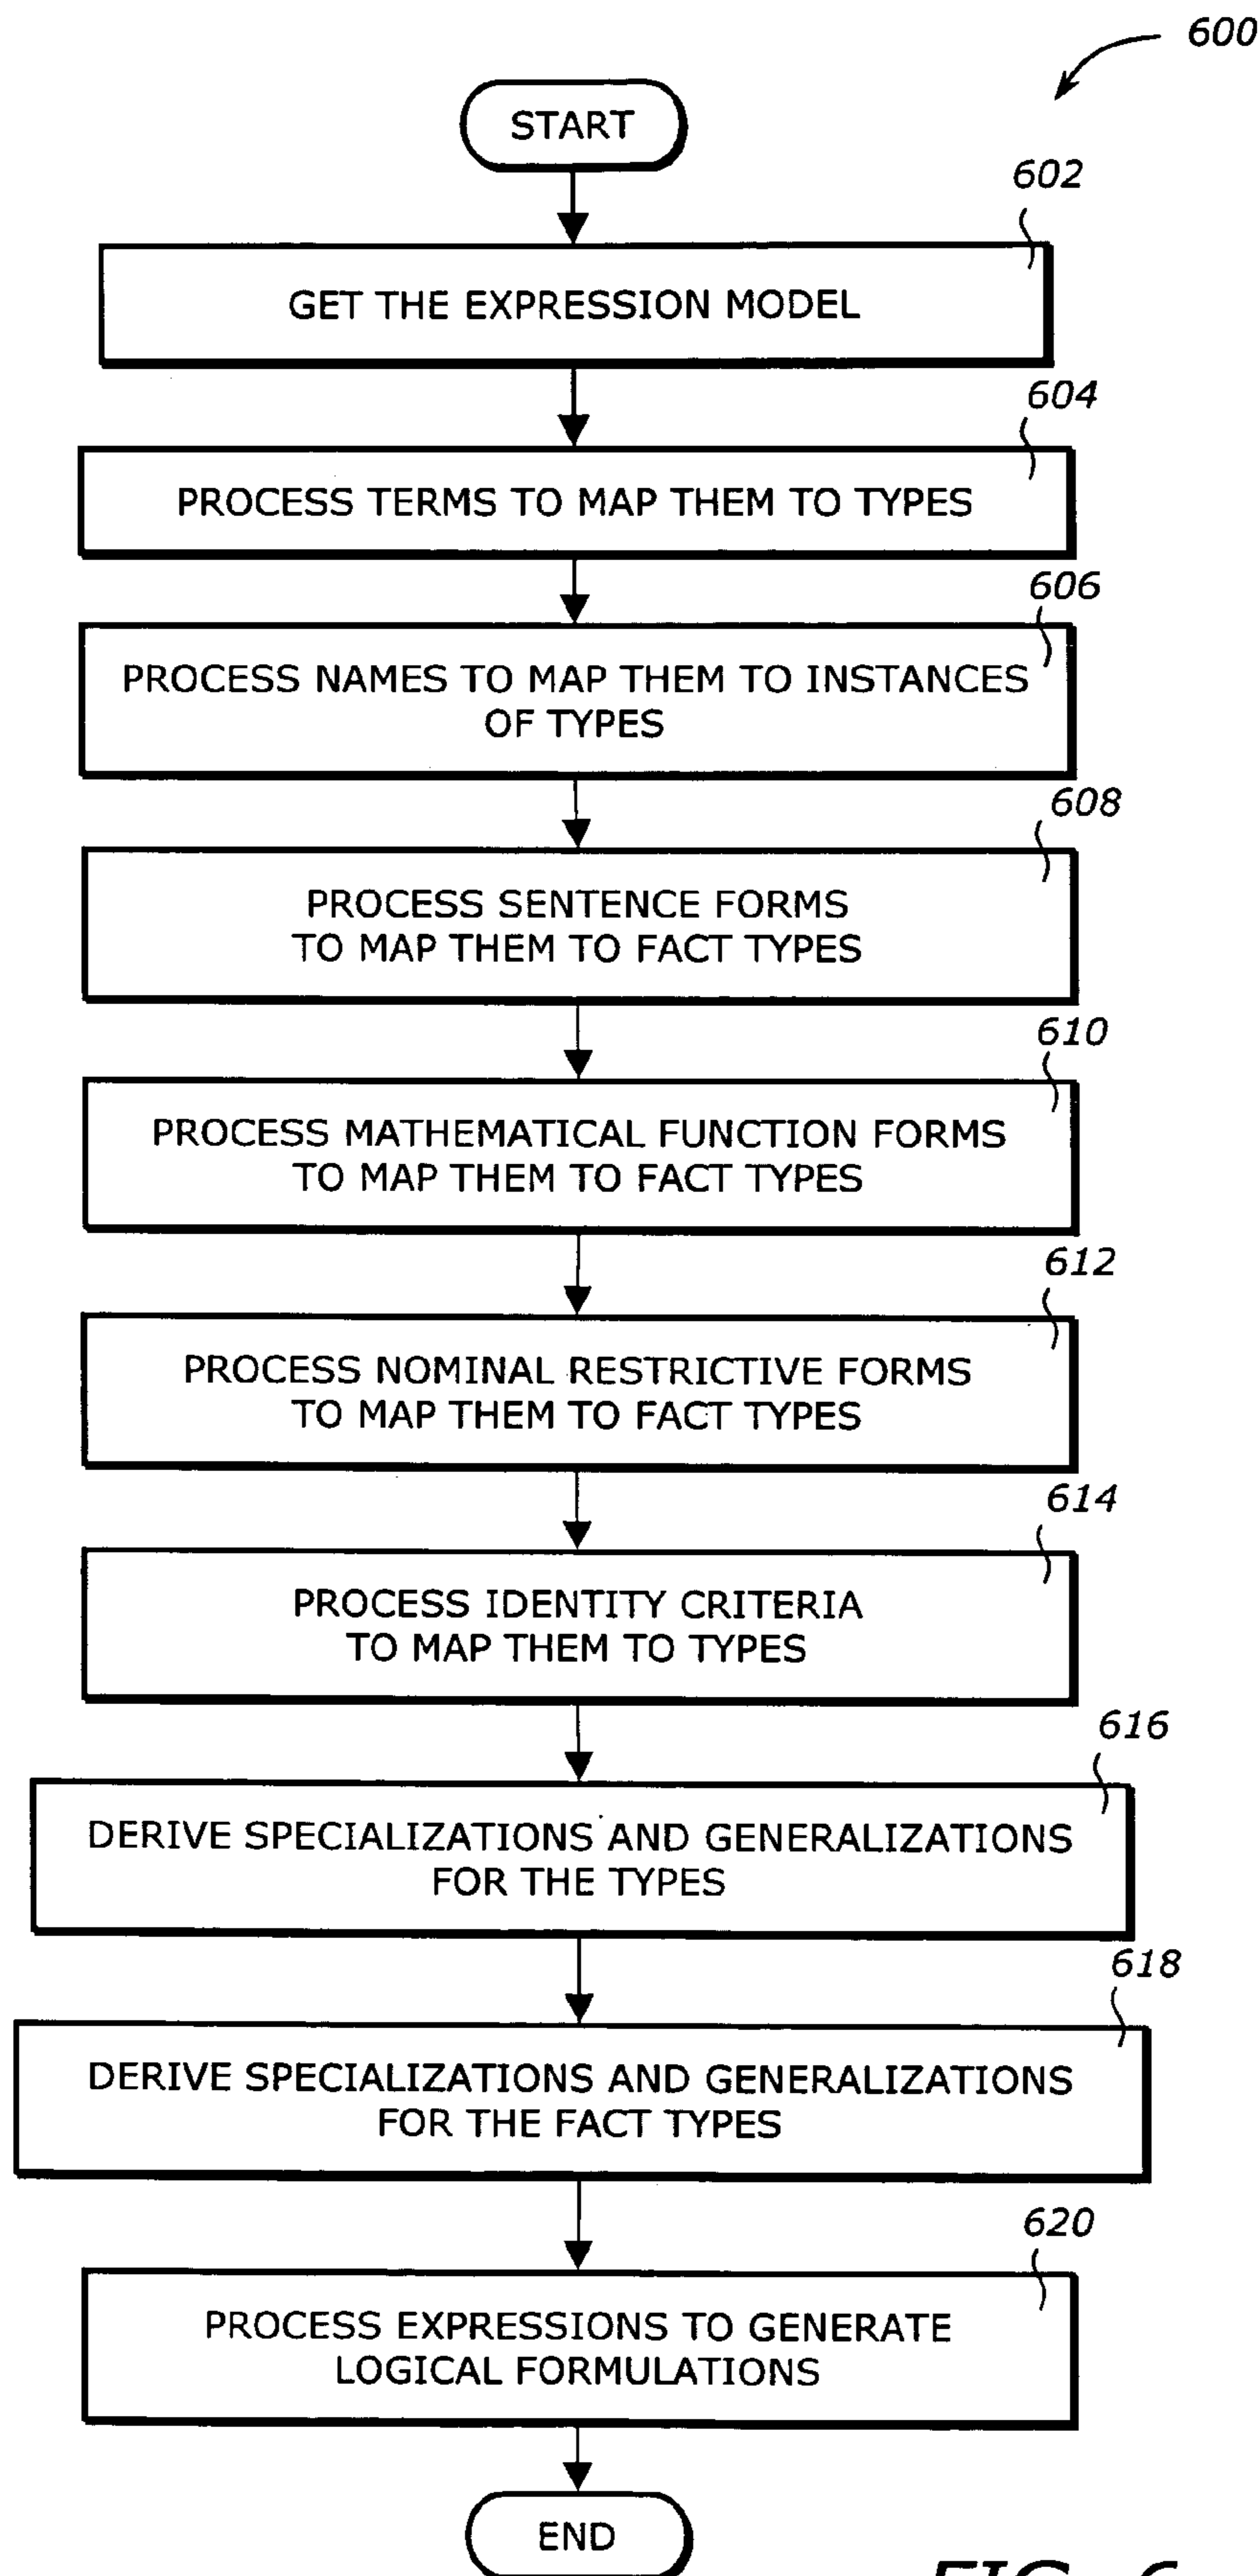 600
START
602
GET THE EXPRESSION MODEL
604
PROCESS TERMS TO MAP THEM TO TYPES
606
PROCESS NAMES TO MAP THEM TO INSTANCES
OF TYPES
608
PROCESS SENTENCE FORMS
TO MAP THEM TO FACT TYPES
610
PROCESS MATHEMATICAL FUNCTION FORMS
TO MAP THEM TO FACT TYPES
612
PROCESS NOMINAL RESTRICTIVE FORMS
TO MAP THEM TO FACT TYPES
614
PROCESS IDENTITY CRITERIA
TO MAP THEM TO TYPES
616
DERIVE SPECIALIZATIONS AND GENERALIZATIONS
FOR THE TYPES
618
DERIVE SPECIALIZATIONS AND GENERALIZATIONS
FOR THE FACT TYPES
620
PROCESS EXPRESSIONS TO GENERATE
LOGICAL FORMULATIONS
END